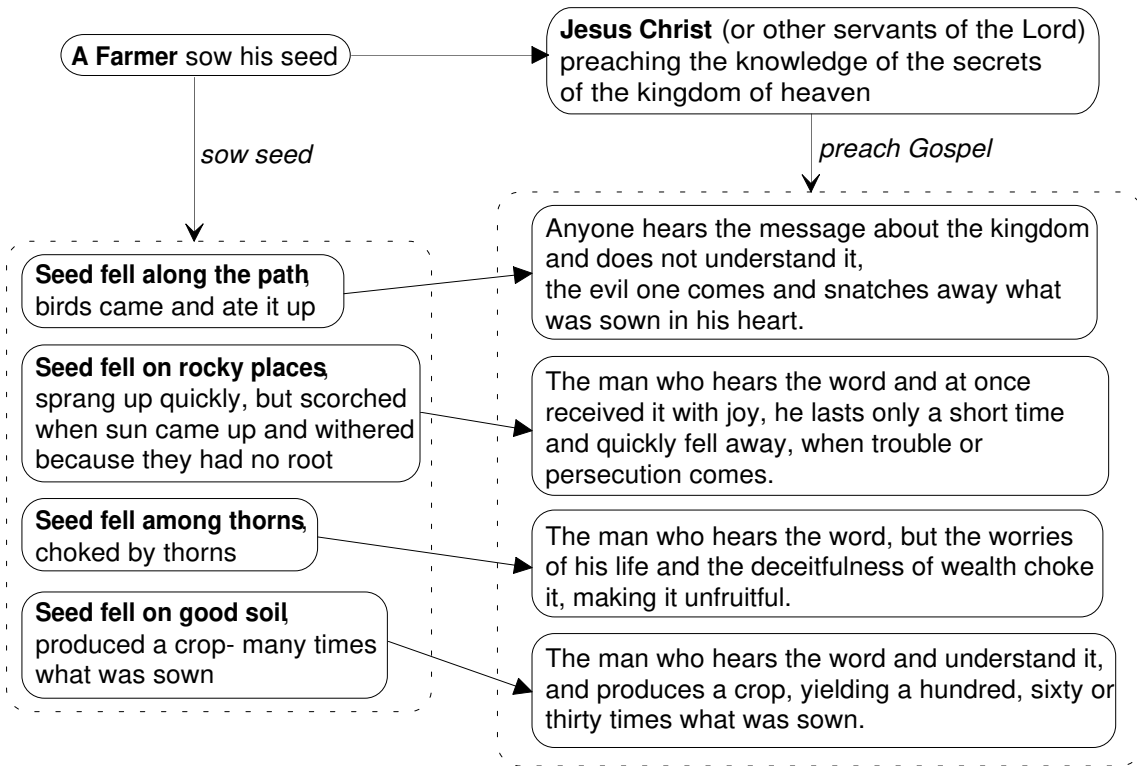 A Farmer sow his seed
Jesus Christ (or other servants of the Lord)
preaching the knowledge of the secrets
of the kingdom of heaven
sow seed
preach Gospel
Seed fell along the path,
birds came and ate it up
Seed fell on rocky places,
sprang up quickly, but scorched
when sun came up and withered
because they had no root
Seed fell among thorns,
choked by thorns
Seed fell on good soil,
produced a crop- many times
what was sown
Anyone hears the message about the kingdom
and does not understand it,
the evil one comes and snatches away what
was sown in his heart.
The man who hears the word and at once
received it with joy, he lasts only a short time
and quickly fell away, when trouble or
persecution comes.
The man who hears the word, but the worries
of his life and the deceitfulness of wealth choke
it, making it unfruitful.
The man who hears the word and understand it,
and produces a crop, yielding a hundred, sixty or
thirty times what was sown.